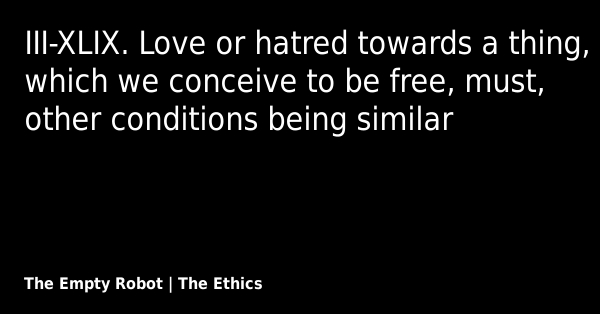 III-XLIX. Love or hatred towards a thing,
which we conceive to be free, must,
other conditions being similar
The Empty Robot | The Ethics